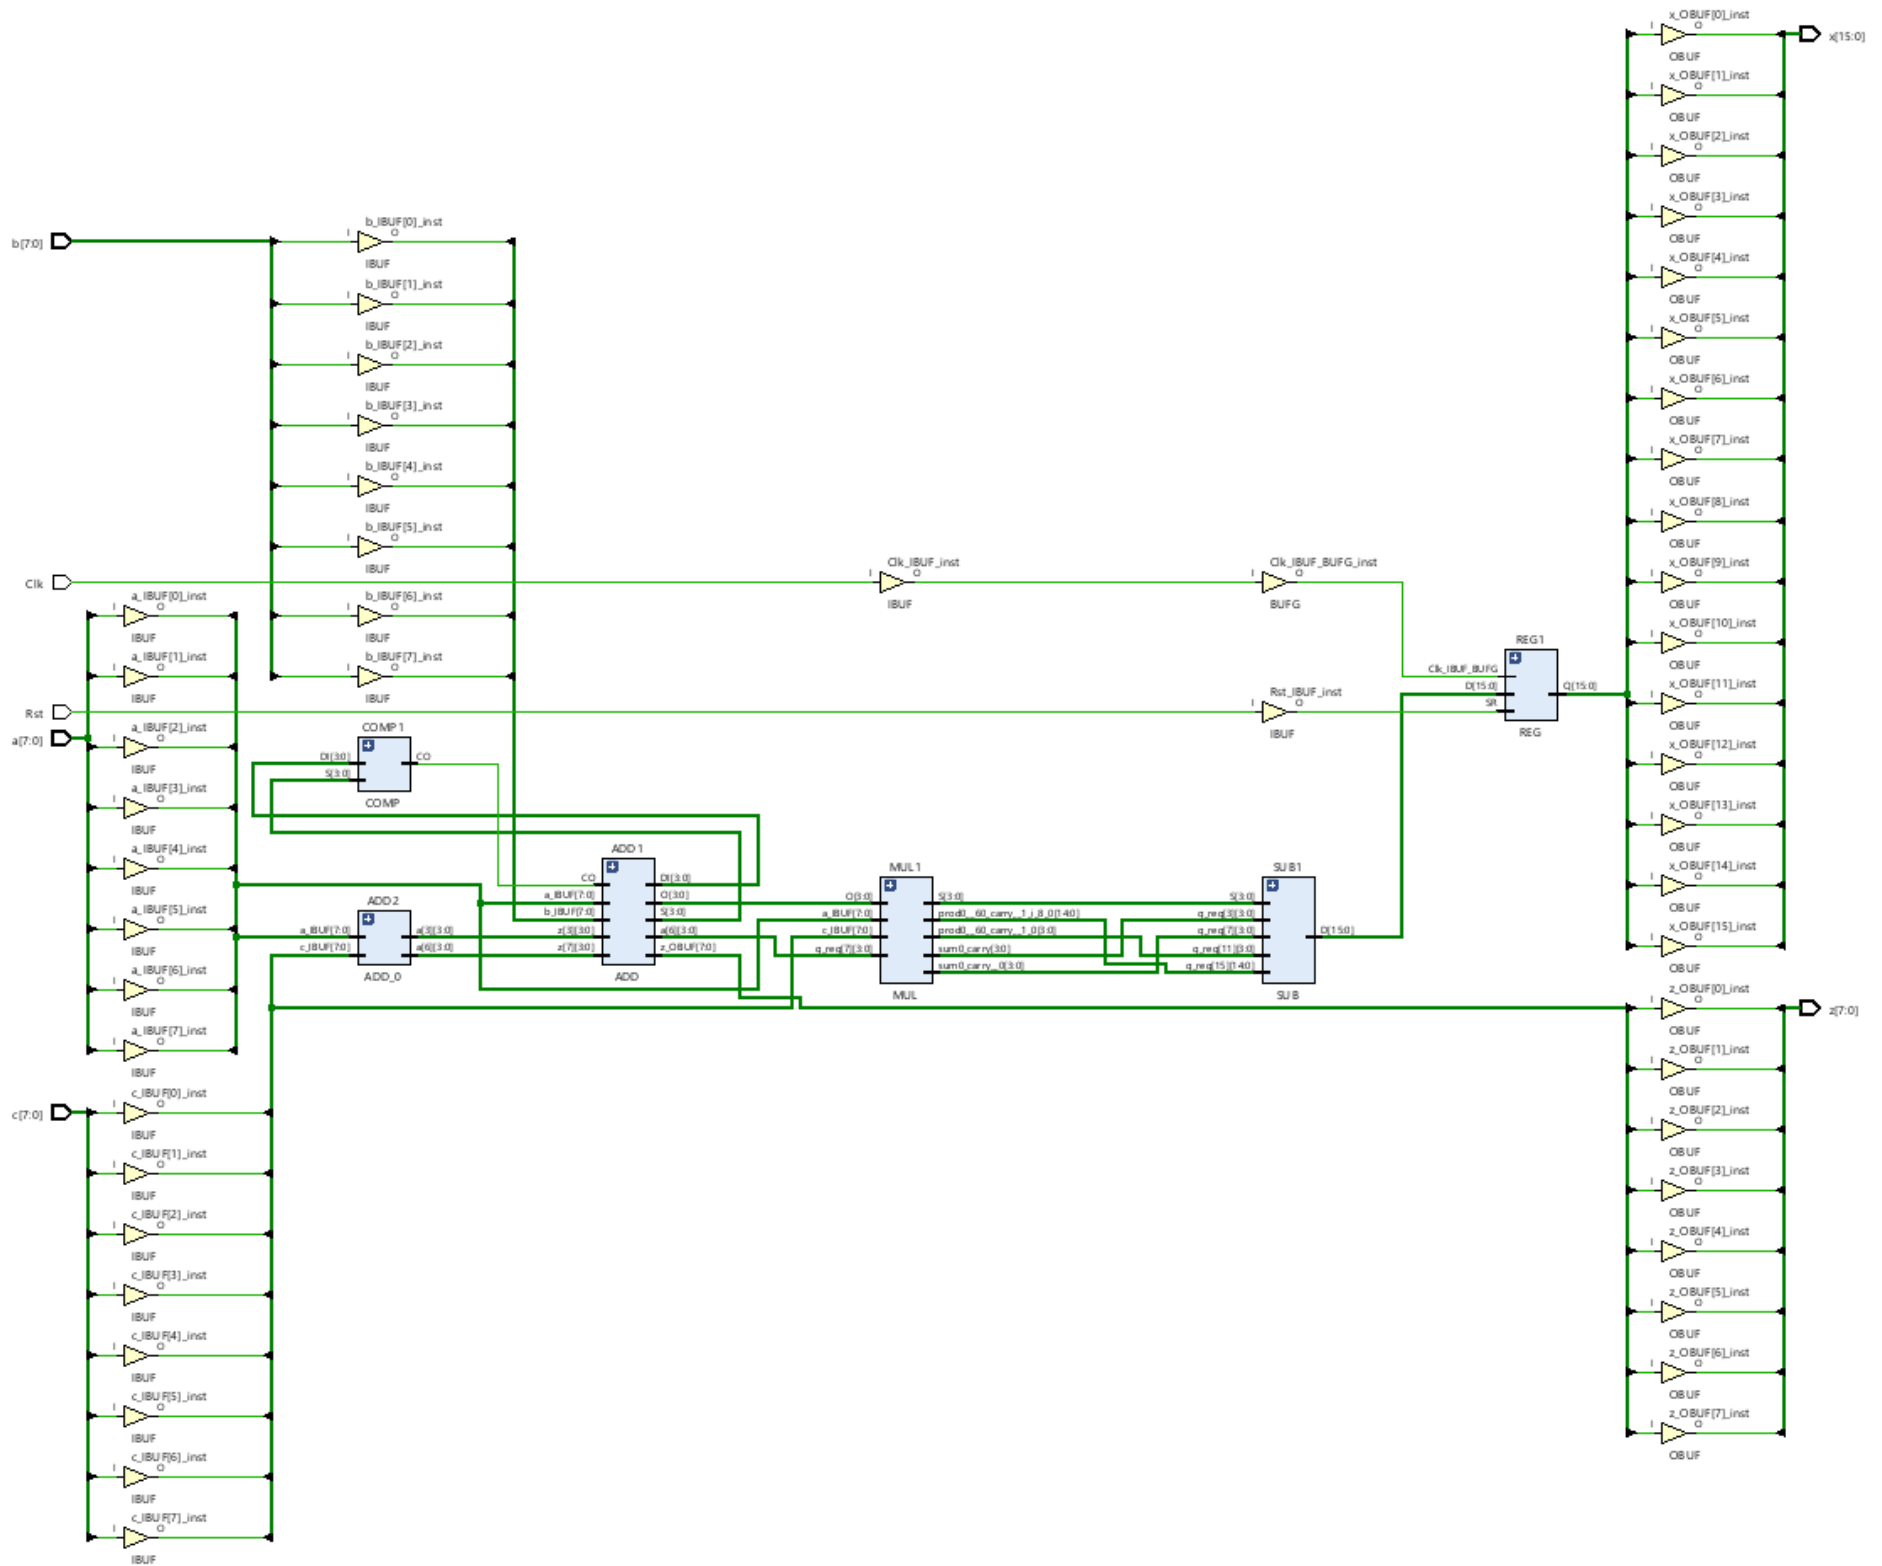 b[7:0]
b_IBUF[0]_inst
I O
IBUF
b_IBUF[1]_inst
I O
IBUF
b_IBUF[2]_inst
I O
IBUF
b_IBUF[3]_inst
I O
IBUF
b_IBUF[4]_inst
I O
IBUF
b_IBUF[5]_inst
I O
IBUF
b_IBUF[6]_inst
I O
IBUF
b_IBUF[7]_inst
I O
IBUF
Clk
Clk_IBUF_inst
I O
IBUF
Clk_IBUF_BUFG_inst
I O
BUFG
Rst
Rst_IBUF_inst
I O
IBUF
a[7:0]
a_IBUF[0]_inst
I O
IBUF
a_IBUF[1]_inst
I O
IBUF
a_IBUF[2]_inst
I O
IBUF
a_IBUF[3]_inst
I O
IBUF
a_IBUF[4]_inst
I O
IBUF
a_IBUF[5]_inst
I O
IBUF
a_IBUF[6]_inst
I O
IBUF
a_IBUF[7]_inst
I O
IBUF
c[7:0]
c_IBUF[0]_inst
I O
IBUF
c_IBUF[1]_inst
I O
IBUF
c_IBUF[2]_inst
I O
IBUF
c_IBUF[3]_inst
I O
IBUF
c_IBUF[4]_inst
I O
IBUF
c_IBUF[5]_inst
I O
IBUF
c_IBUF[6]_inst
I O
IBUF
c_IBUF[7]_inst
I O
IBUF
COMP1
DI[3:0] CO
S[3:0]
COMP
ADD2
a_IBUF[7:0] a[3][3:0]
c_IBUF[7:0] a[6][3:0]
ADD_0
ADD1
CO DI[3:0]
a_IBUF[7:0] O[3:0]
b_IBUF[7:0] S[3:0]
z[3][3:0] a[6][3:0]
z[7][3:0] z_OBUF[7:0]
ADD
MUL1
O[3:0] S[3:0]
a_IBUF[7:0] prod0__60_carry__1_i_8_0[14:0]
c_IBUF[7:0] prod0__60_carry__1_0[3:0]
q_reg[7][3:0] sum0_carry[3:0]
sum0_carry__0[3:0]
MUL
SUB1
S[3:0]
q_reg[3][3:0]
q_reg[7][3:0] D[15:0]
q_reg[11][3:0]
q_reg[15][14:0]
SUB
REG1
Clk_IBUF_BUFG
D[15:0] Q[15:0]
SR
REG
x_OBUF[0]_inst
I O
OBUF
x[15:0]
x_OBUF[1]_inst
I O
OBUF
x_OBUF[2]_inst
I O
OBUF
x_OBUF[3]_inst
I O
OBUF
x_OBUF[4]_inst
I O
OBUF
x_OBUF[5]_inst
I O
OBUF
x_OBUF[6]_inst
I O
OBUF
x_OBUF[7]_inst
I O
OBUF
x_OBUF[8]_inst
I O
OBUF
x_OBUF[9]_inst
I O
OBUF
x_OBUF[10]_inst
I O
OBUF
x_OBUF[11]_inst
I O
OBUF
x_OBUF[12]_inst
I O
OBUF
x_OBUF[13]_inst
I O
OBUF
x_OBUF[14]_inst
I O
OBUF
x_OBUF[15]_inst
I O
OBUF
z_OBUF[0]_inst
I O
OBUF
z[7:0]
z_OBUF[1]_inst
I O
OBUF
z_OBUF[2]_inst
I O
OBUF
z_OBUF[3]_inst
I O
OBUF
z_OBUF[4]_inst
I O
OBUF
z_OBUF[5]_inst
I O
OBUF
z_OBUF[6]_inst
I O
OBUF
z_OBUF[7]_inst
I O
OBUF